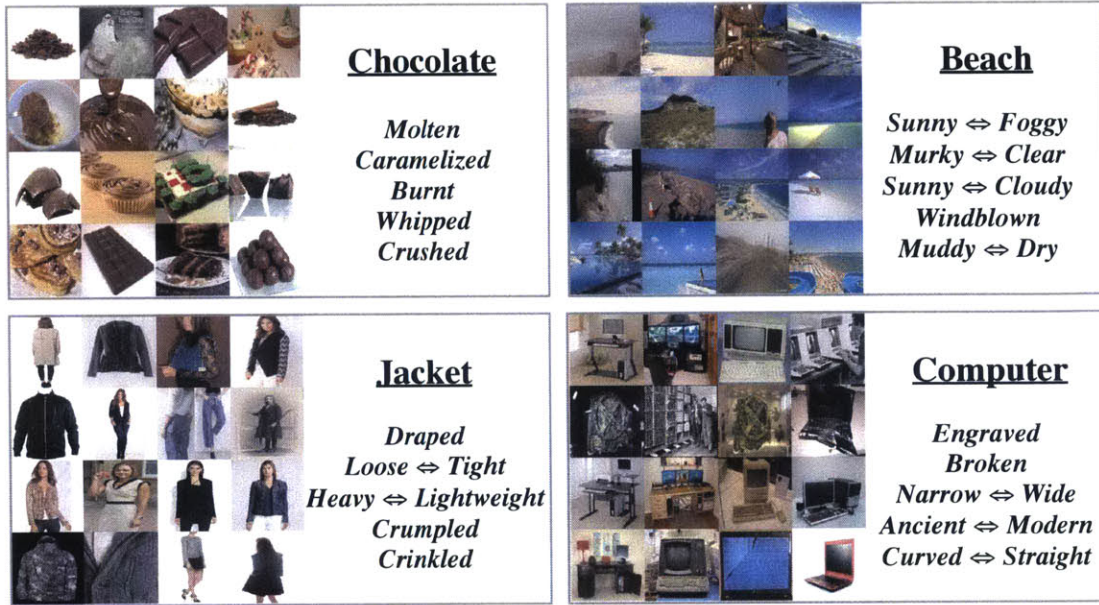 Chocolate
Molten
Caramelized
Burnt
Whipped
Crushed
Beach
Sunny ⇔ Foggy
Murky ⇔ Clear
Sunny ⇔ Cloudy
Windblown
Muddy ⇔ Dry
Jacket
Draped
Loose ⇔ Tight
Heavy ⇔ Lightweight
Crumpled
Crinkled
Computer
Engraved
Broken
Narrow ⇔ Wide
Ancient ⇔ Modern
Curved ⇔ Straight